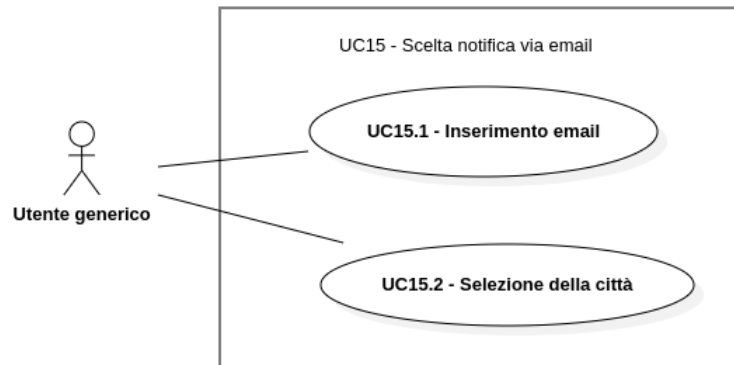 UC15 - Scelta notifica via email
UC15.1 - Inserimento email
Utente generico
UC15.2 - Selezione della città